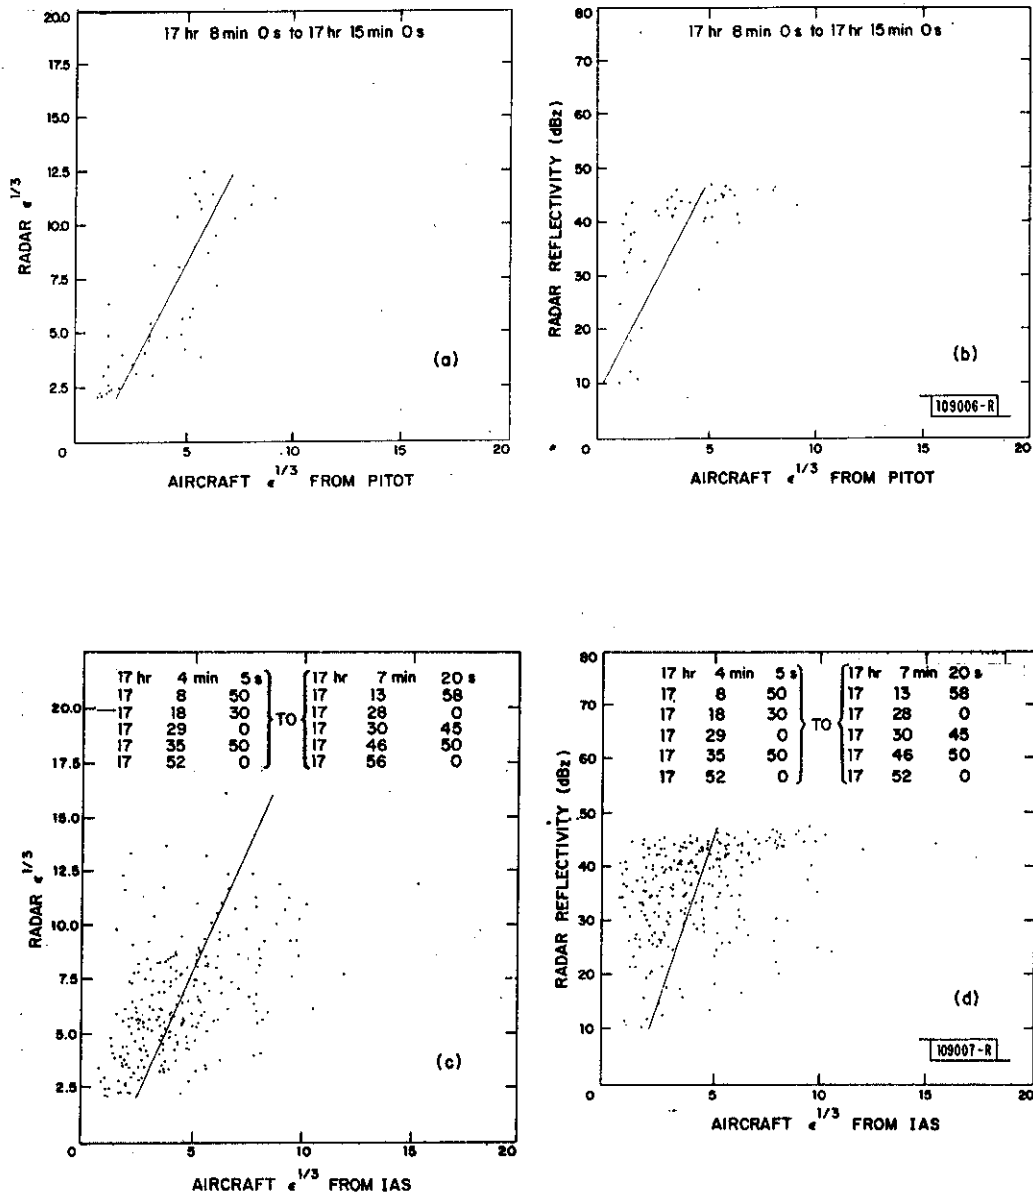 17 hr 8 min 0 s to 17 hr 15 min 0 s
20.0
17.5
15.0
12.5
10.0
7.5
5.0
2.5
0
5
10
15
20
RADAR ε^1/3
(a)
AIRCRAFT ε^1/3 FROM PITOT
17 hr 8 min 0 s to 17 hr 15 min 0 s
80
70
60
50
40
30
20
10
0
5
10
15
20
RADAR REFLECTIVITY (dBz)
(b)
109006-R
AIRCRAFT ε^1/3 FROM PITOT
17 hr 4 min 5 s TO 17 hr 7 min 20 s
17 8 50 17 13 58
17 18 30 17 28 0
17 29 0 17 30 45
17 35 50 17 46 50
17 52 0 17 56 0
20.0
17.5
15.0
12.5
10.0
7.5
5.0
2.5
0
5
10
15
20
RADAR ε^1/3
(c)
AIRCRAFT ε^1/3 FROM IAS
17 hr 4 min 5 s TO 17 hr 7 min 20 s
17 8 50 17 13 58
17 18 30 17 28 0
17 29 0 17 30 45
17 35 50 17 46 50
17 52 0 17 52 0
80
70
60
50
40
30
20
10
0
5
10
15
20
RADAR REFLECTIVITY (dBz)
(d)
109007-R
AIRCRAFT ε^1/3 FROM IAS